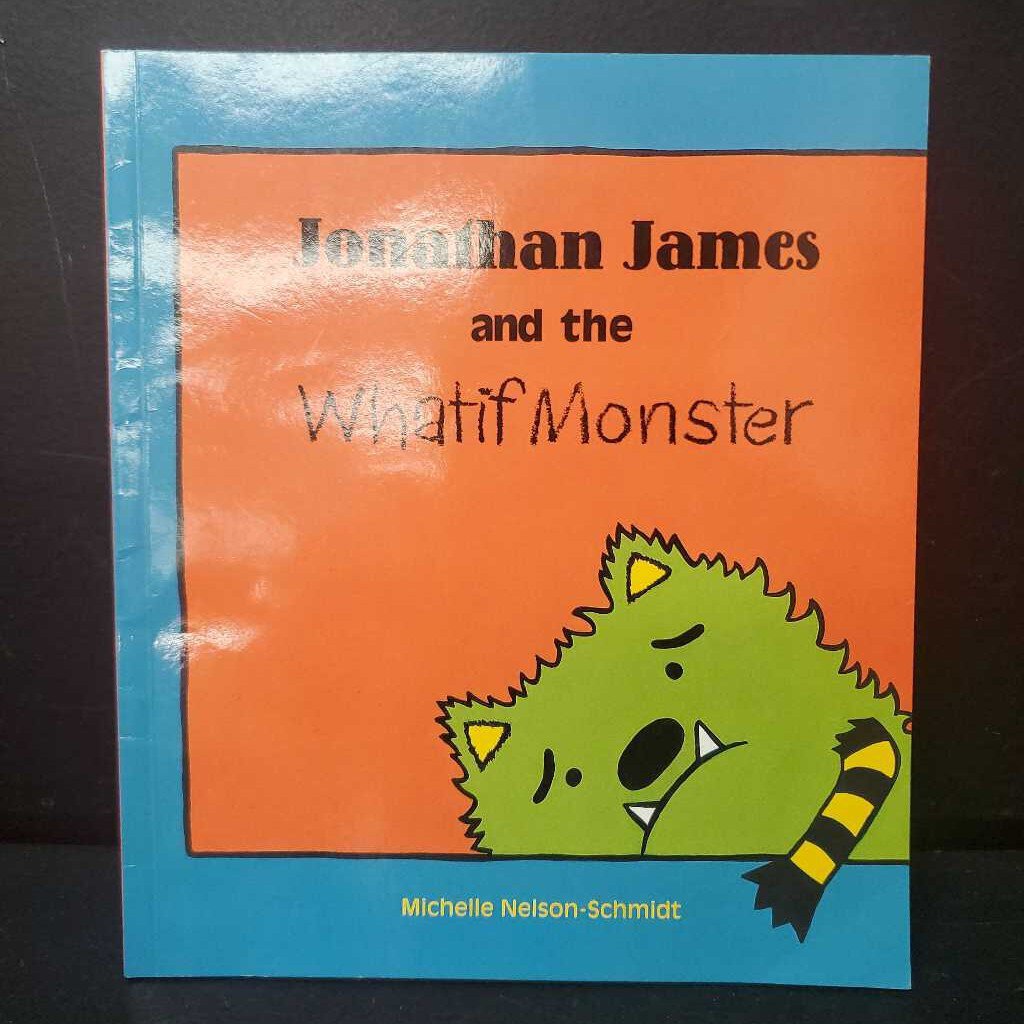 Jonathan James
and the
Whatif Monster
Michelle Nelson-Schmidt